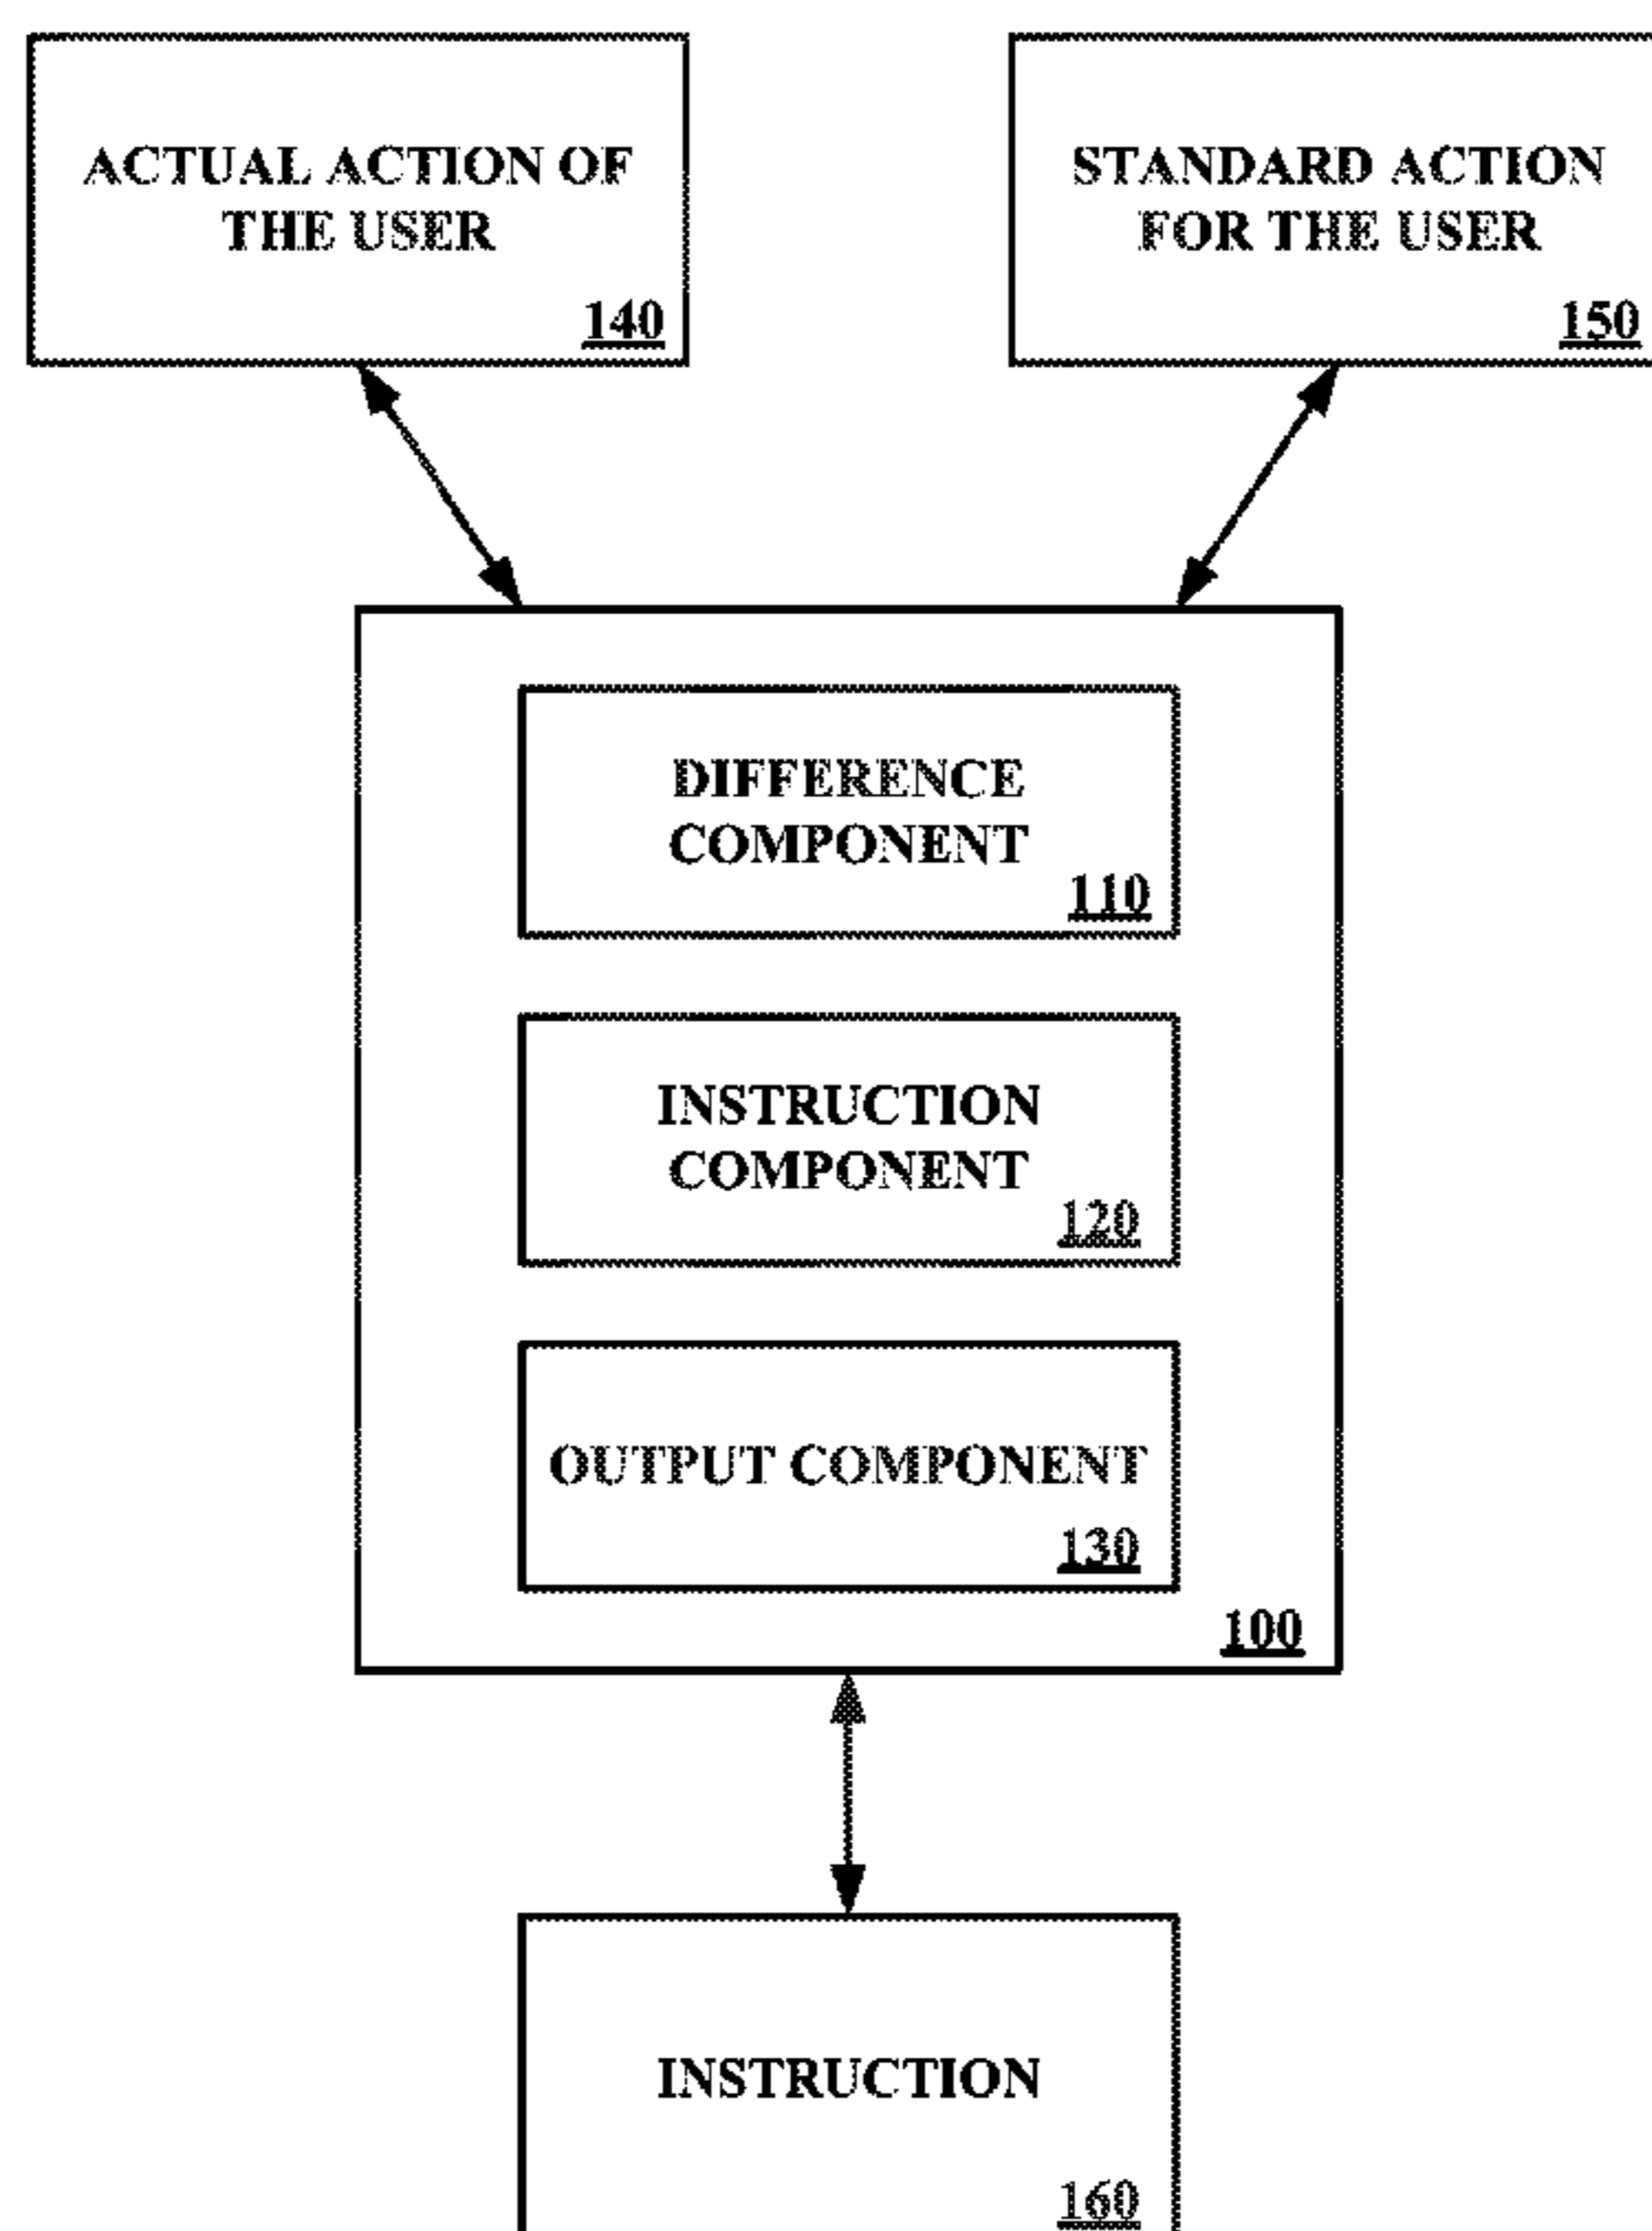 ACTUAL ACTION OF
THE USER
140
STANDARD ACTION
FOR THE USER
150
DIFFERENCE
COMPONENT
110
INSTRUCTION
COMPONENT
120
OUTPUT COMPONENT
130
100
INSTRUCTION
160